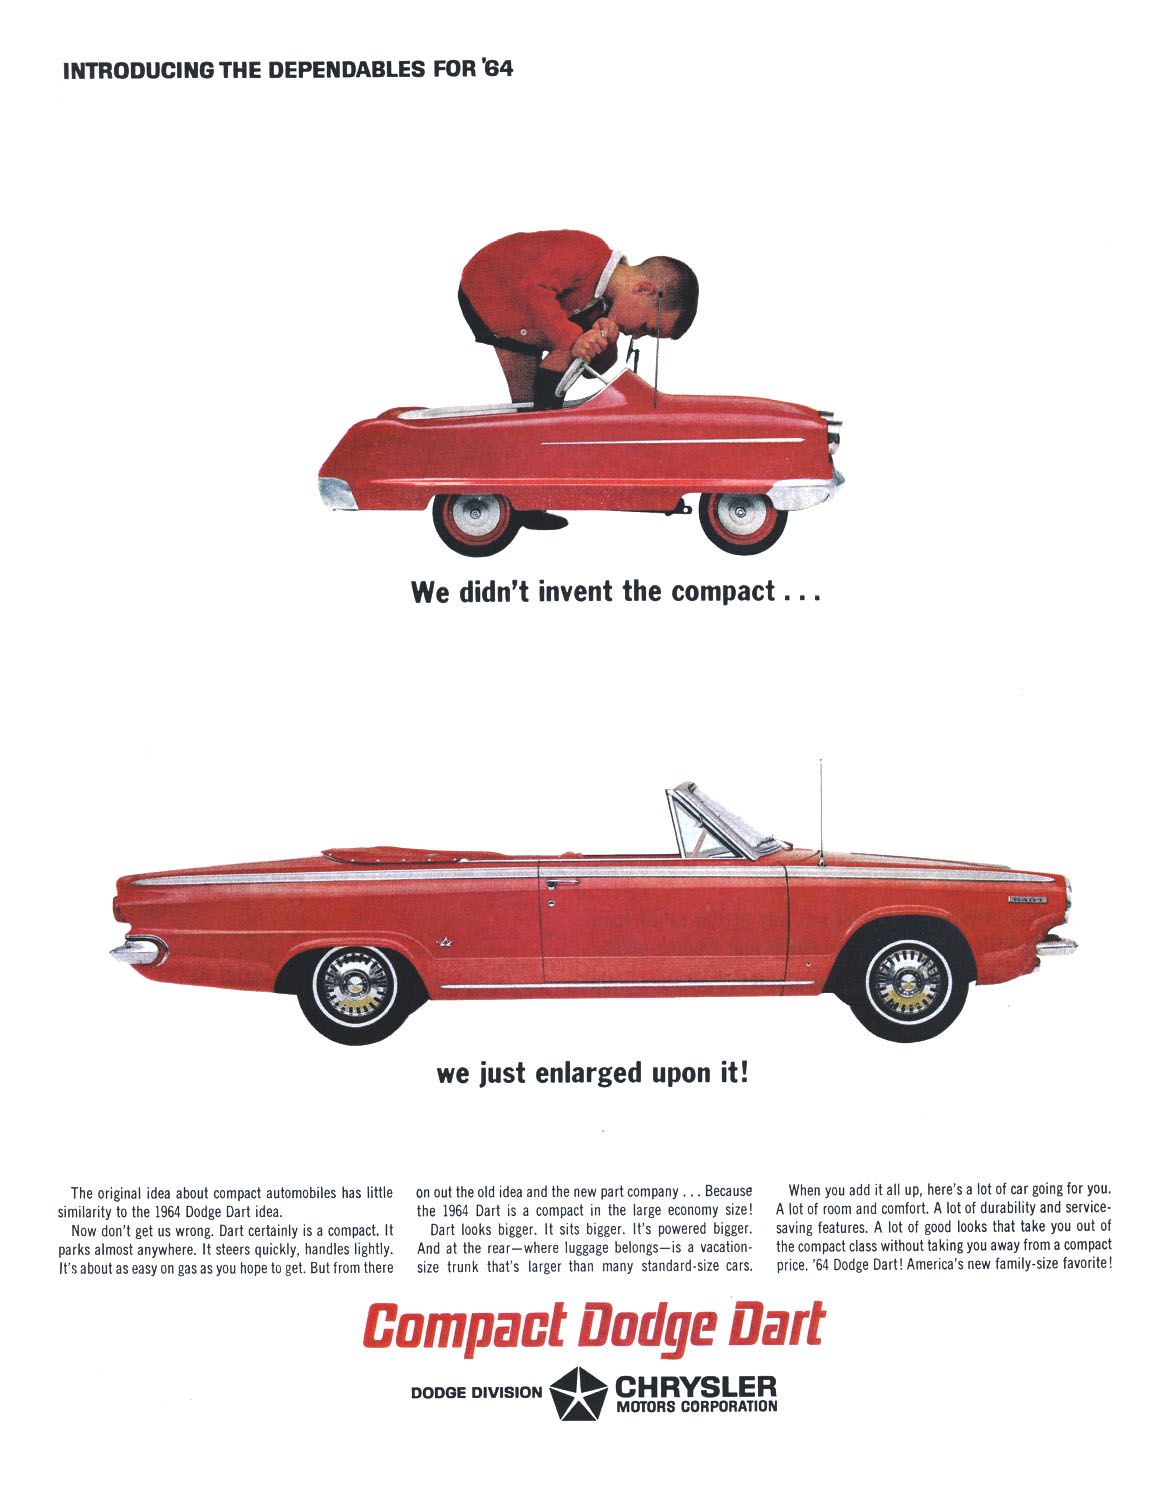 INTRODUCING THE DEPENDABLES FOR '64
We didn't invent the compact . . .
we just enlarged upon it!
The original idea about compact automobiles has little
similarity to the 1964 Dodge Dart idea.
Now don't get us wrong. Dart certainly is a compact. It
parks almost anywhere. It steers quickly, handles lightly.
It's about as easy on gas as you hope to get. But from there
on out the old idea and the new part company . . . Because
the 1964 Dart is a compact in the large economy size!
Dart looks bigger. It sits bigger. It's powered bigger.
And at the rear—where luggage belongs—is a vacation-
size trunk that's larger than many standard-size cars.
When you add it all up, here's a lot of car going for you.
A lot of room and comfort. A lot of durability and service-
saving features. A lot of good looks that take you out of
the compact class without taking you away from a compact
price. '64 Dodge Dart! America's new family-size favorite!
Compact Dodge Dart
DODGE DIVISION CHRYSLER
MOTORS CORPORATION